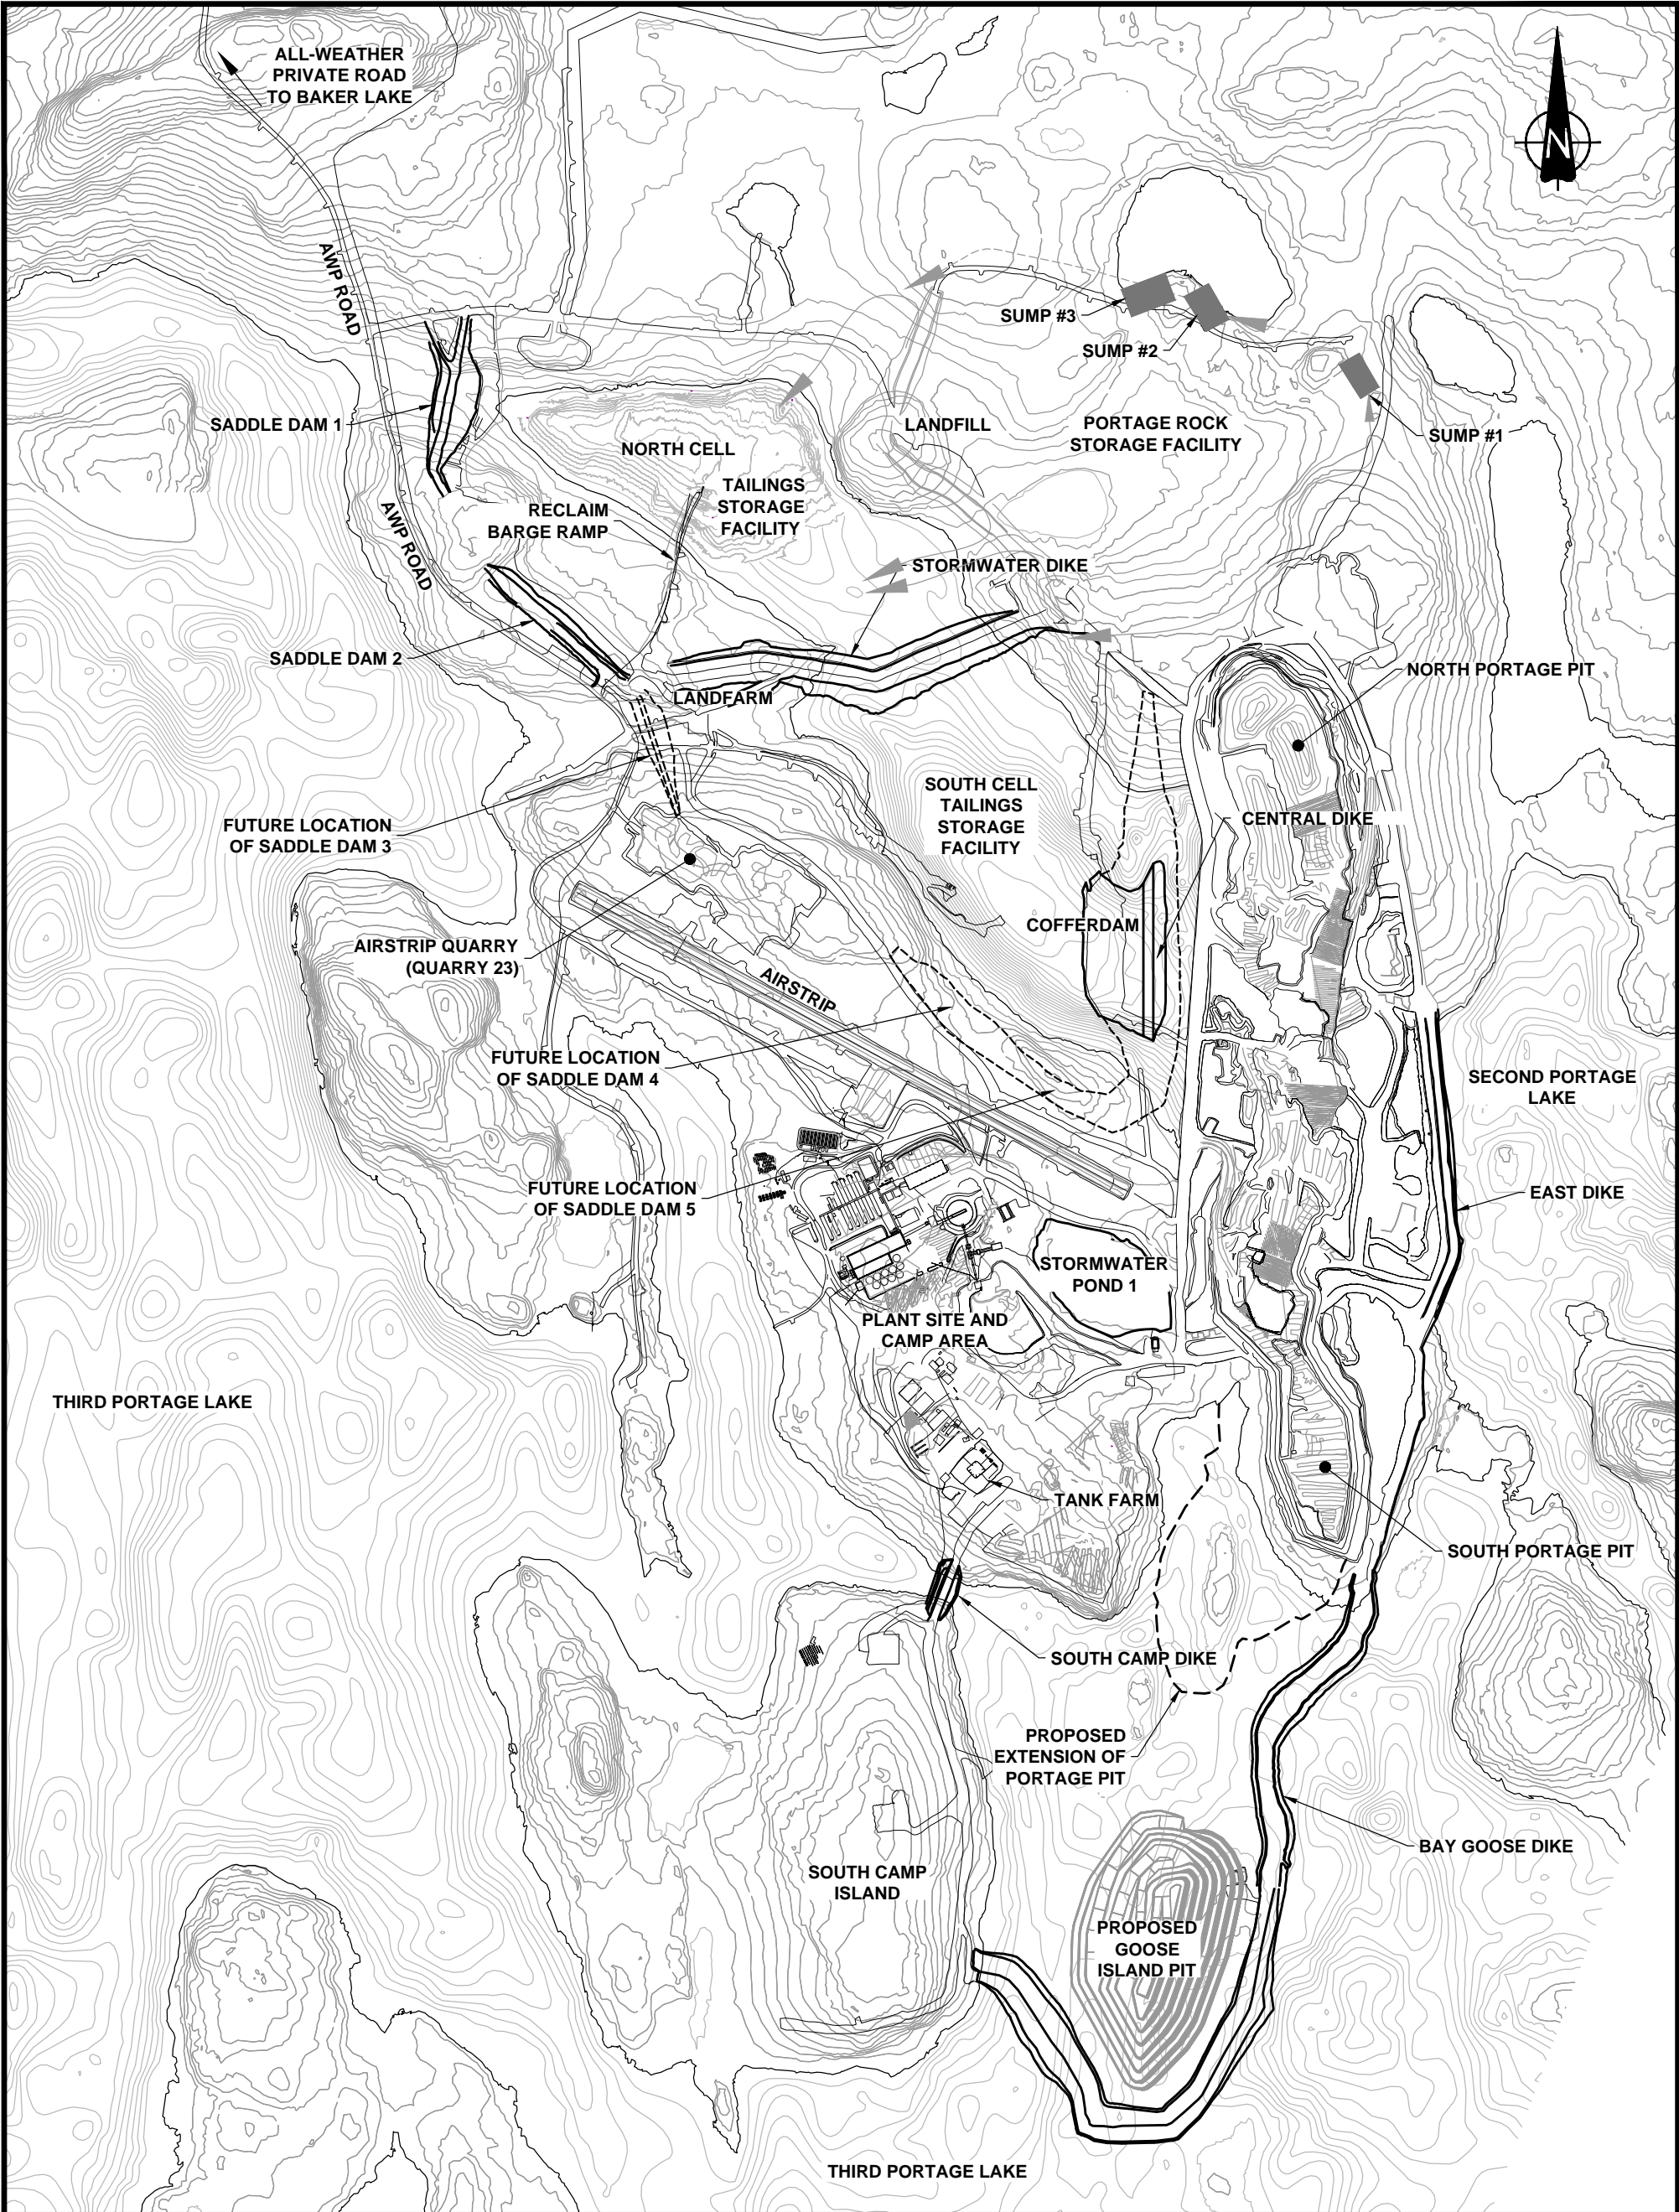 ALL-WEATHER
PRIVATE ROAD
TO BAKER LAKE
N
AWP ROAD
SUMP #3
SUMP #2
SADDLE DAM 1
LANDFILL
PORTAGE ROCK
STORAGE FACILITY
SUMP #1
NORTH CELL
TAILINGS
STORAGE
FACILITY
RECLAIM
BARGE RAMP
AWP ROAD
STORMWATER DIKE
SADDLE DAM 2
NORTH PORTAGE PIT
LANDFARM
SOUTH CELL
TAILINGS
STORAGE
FACILITY
CENTRAL DIKE
FUTURE LOCATION
OF SADDLE DAM 3
COFFERDAM
AIRSTRIP QUARRY
(QUARRY 23)
AIRSTRIP
FUTURE LOCATION
OF SADDLE DAM 4
SECOND PORTAGE
LAKE
FUTURE LOCATION
OF SADDLE DAM 5
EAST DIKE
STORMWATER
POND 1
PLANT SITE AND
CAMP AREA
THIRD PORTAGE LAKE
TANK FARM
SOUTH PORTAGE PIT
SOUTH CAMP DIKE
PROPOSED
EXTENSION OF
PORTAGE PIT
BAY GOOSE DIKE
SOUTH CAMP
ISLAND
PROPOSED
GOOSE
ISLAND PIT
THIRD PORTAGE LAKE